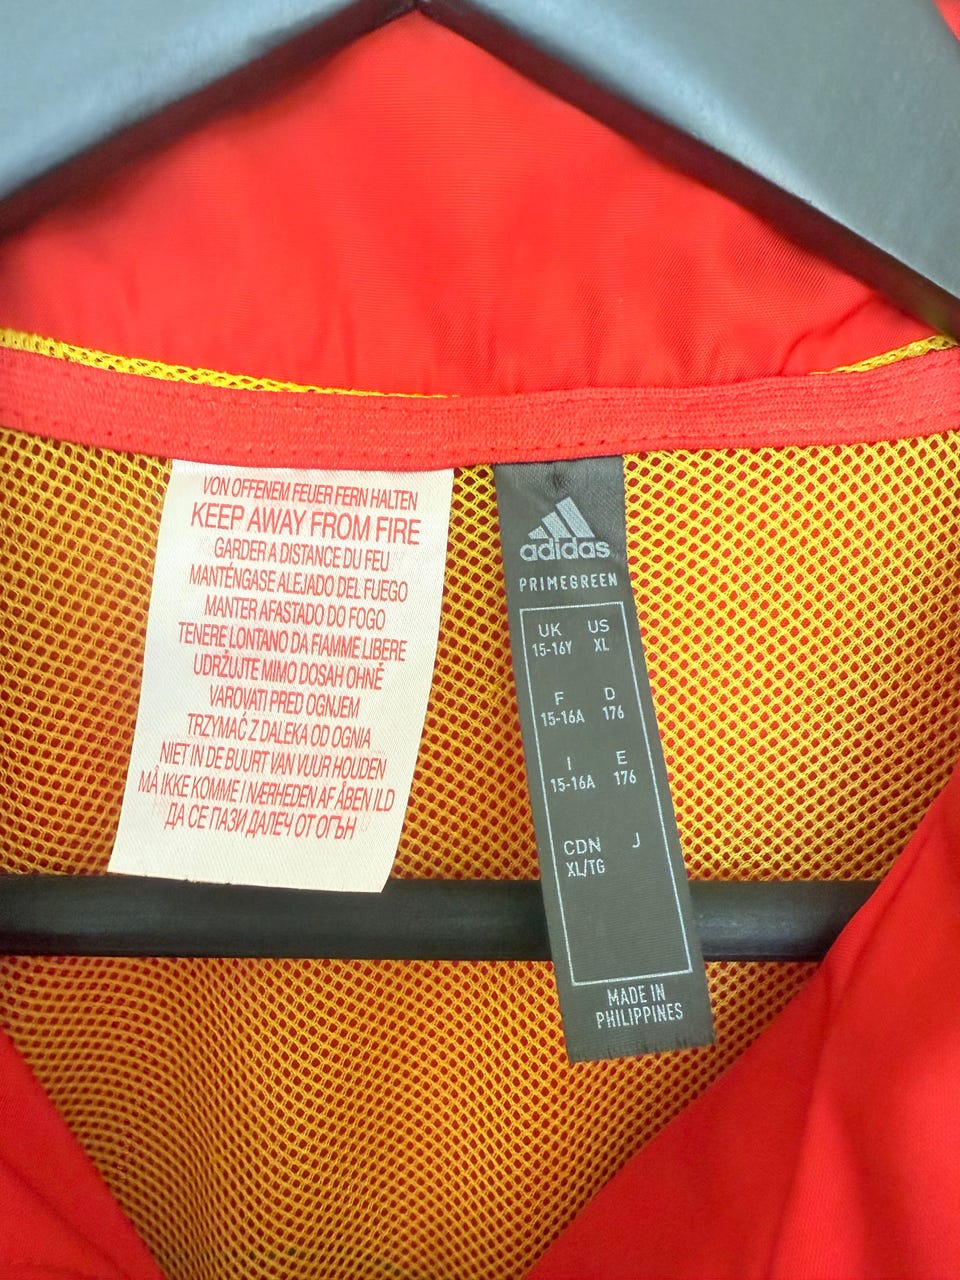 VON OFFENEM FEUER FERN HALTEN
KEEP AWAY FROM FIRE
GARDER A DISTANCE DU FEU
MANTÉNGASE ALEJADO DEL FUEGO
MANTER AFASTADO DO FOGO
TENERE LONTANO DA FIAMME LIBERE
UDRŽUJTE MIMO DOSAH OHNĚ
VAROVATI PRED OGNJEM
TRZYMAĆ Z DALEKA OD OGNIA
NIET IN DE BUURT VAN VUUR HOUDEN
MÅ IKKE KOMME I NÆRHEDEN AF ÅBEN ILD
ДА СЕ ПАЗИ ДАЛЕЧ ОТ ОГЪН
adidas
PRIMEGREEN
UK US
15-16Y XL
F D
15-16A 176
I E
15-16A 176
CDN J
XL/TG
MADE IN
PHILIPPINES